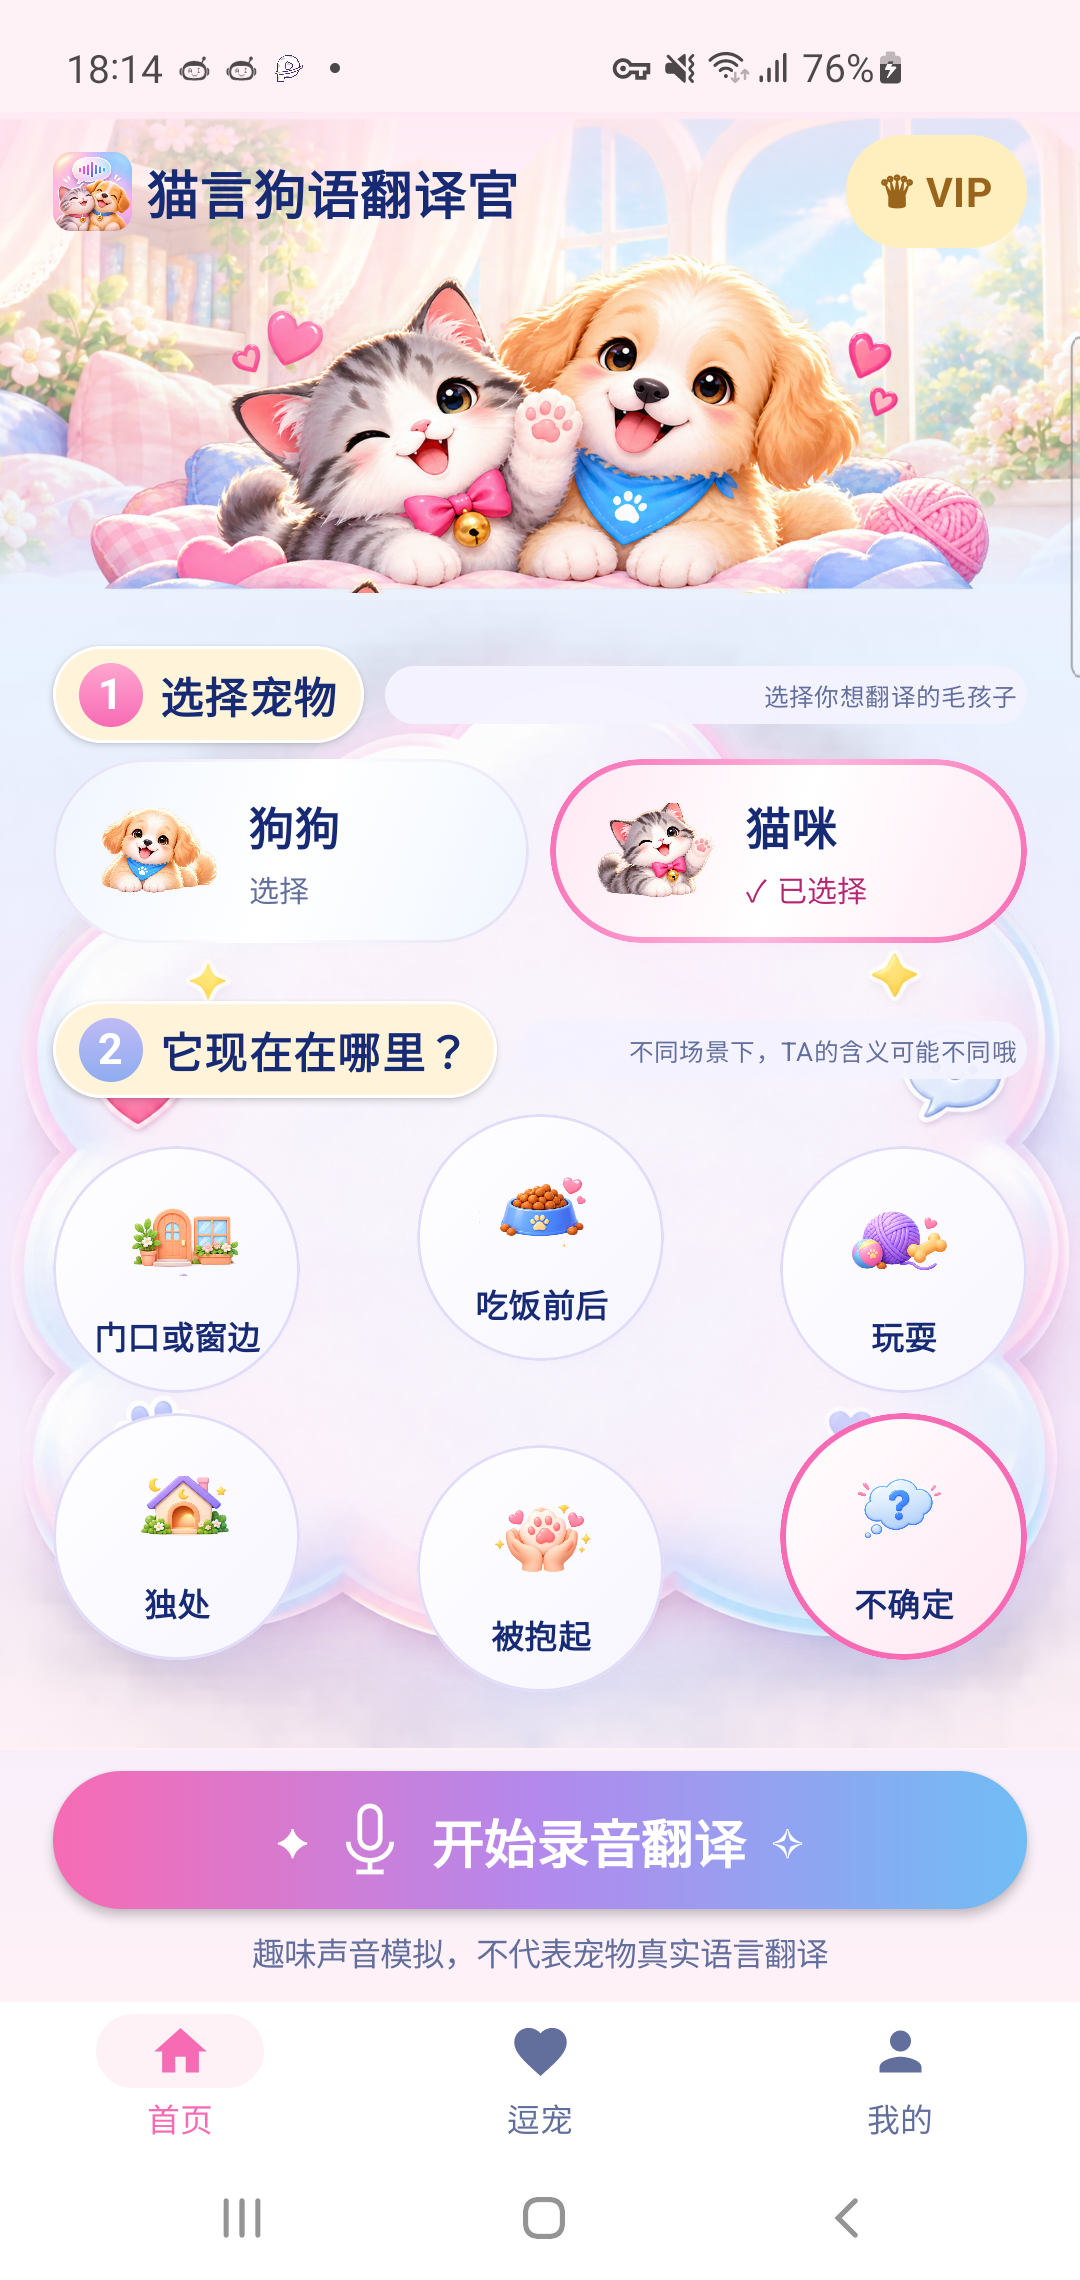 18:14
76%
猫言狗语翻译官
VIP
1 选择宠物
选择你想翻译的毛孩子
狗狗
选择
猫咪
✓ 已选择
2 它现在在哪里？
不同场景下，TA的含义可能不同哦
门口或窗边
吃饭前后
玩耍
独处
被抱起
不确定
开始录音翻译
趣味声音模拟，不代表宠物真实语言翻译
首页
逗宠
我的